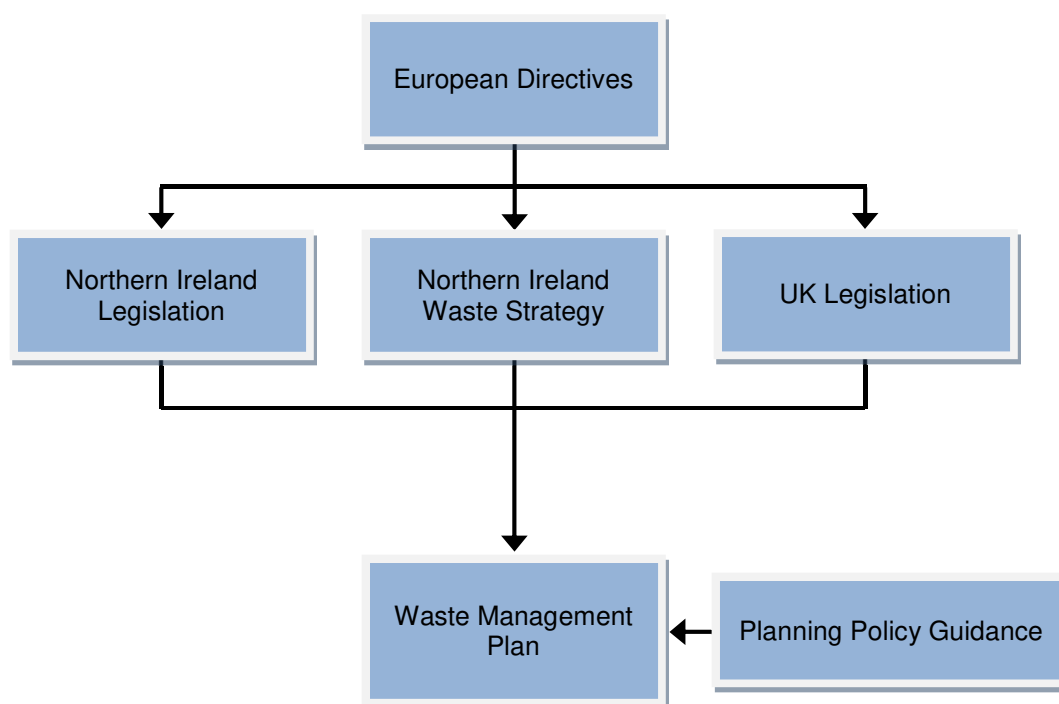 European Directives
Northern Ireland
Legislation
Northern Ireland
Waste Strategy
UK Legislation
Waste Management
Plan
Planning Policy Guidance